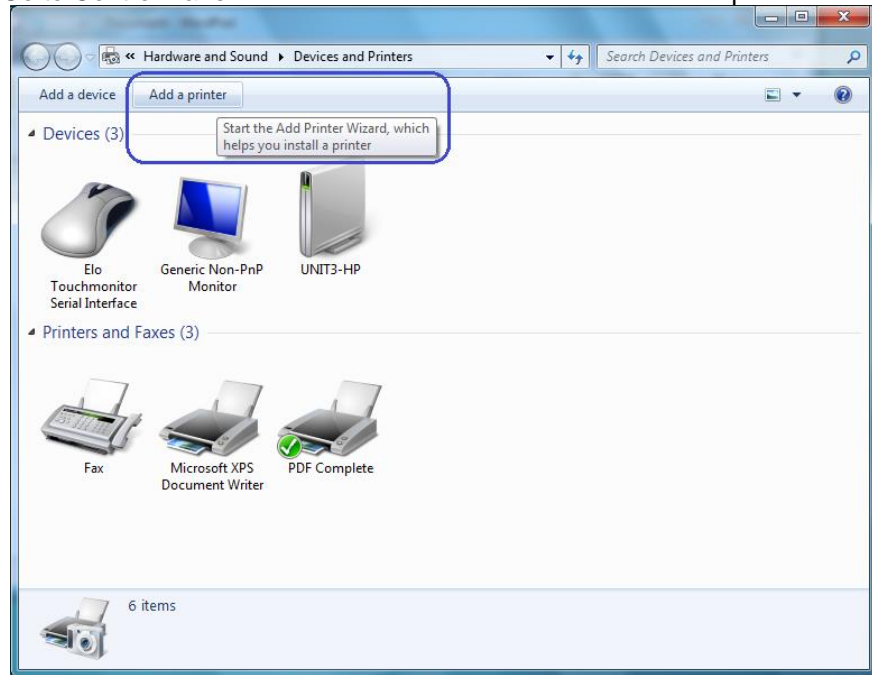 « Hardware and Sound ▸ Devices and Printers
Search Devices and Printers
Add a device
Add a printer
Start the Add Printer Wizard, which
helps you install a printer
Devices (3)
Elo
Touchmonitor
Serial Interface
Generic Non-PnP
Monitor
UNIT3-HP
Printers and Faxes (3)
Fax
Microsoft XPS
Document Writer
PDF Complete
6 items